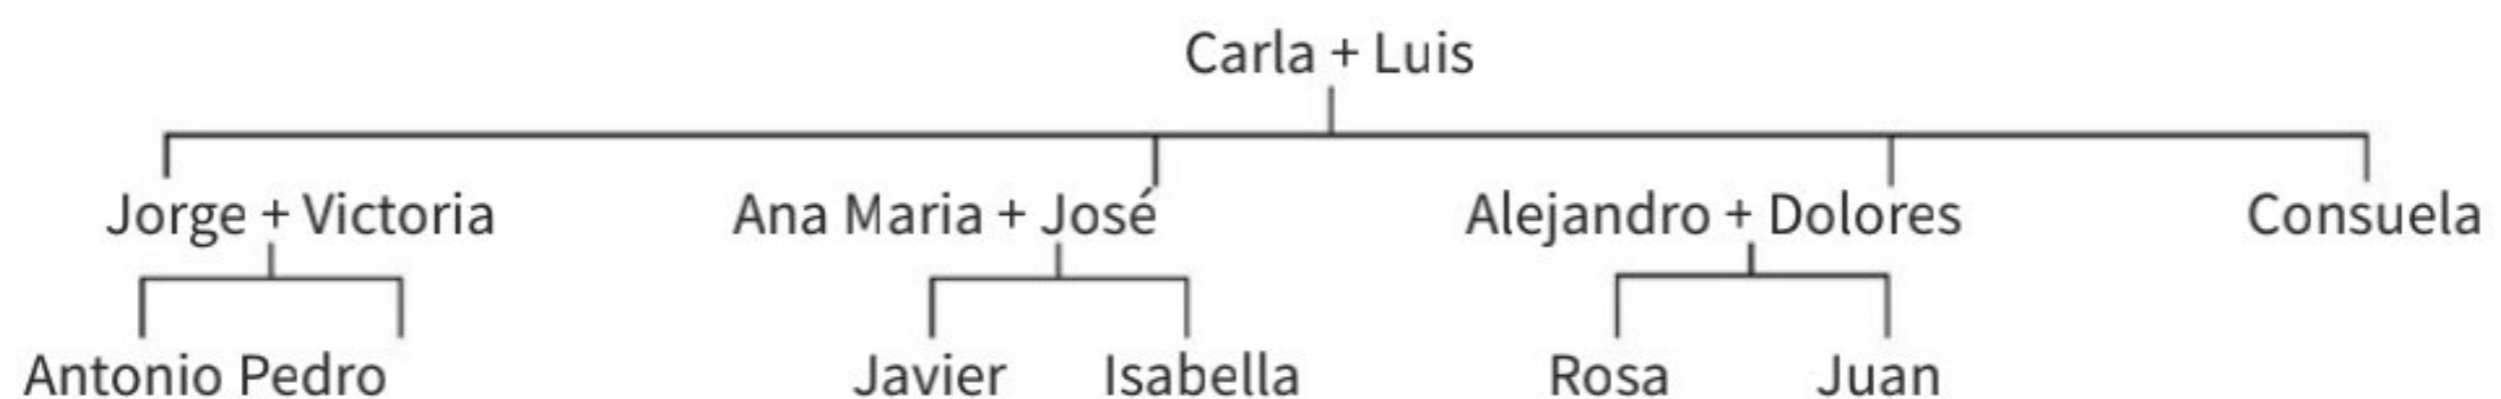 Carla + Luis
Jorge + Victoria Ana Maria + José Alejandro + Dolores Consuela
Antonio Pedro Javier Isabella Rosa Juan